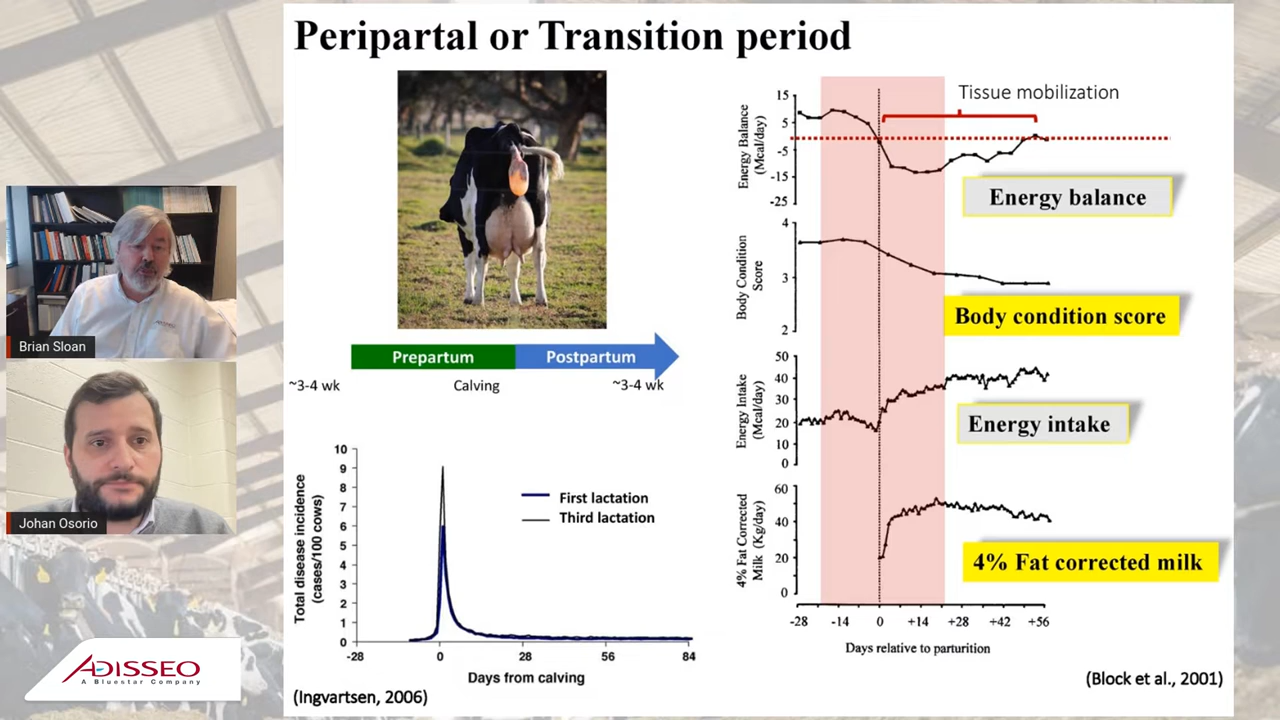 Peripartal or Transition period
Brian Sloan
Johan Osorio
ADISSEO
A Bluestar Company
Prepartum
Postpartum
~3-4 wk
Calving
~3-4 wk
Total disease incidence
(cases/100 cows)
10
9
8
7
6
5
4
3
2
1
0
First lactation
Third lactation
-28
0
28
56
84
Days from calving
(Ingvartsen, 2006)
Tissue mobilization
Energy Balance
(Mcal/day)
15
5
-5
-15
-25
Energy balance
Body Condition
Score
4
3
2
Body condition score
Energy Intake
(Mcal/day)
50
40
30
20
10
0
Energy intake
4% Fat Corrected
Milk (Kg/day)
60
40
20
0
4% Fat corrected milk
-28
-14
0
+14
+28
+42
+56
Days relative to parturition
(Block et al., 2001)